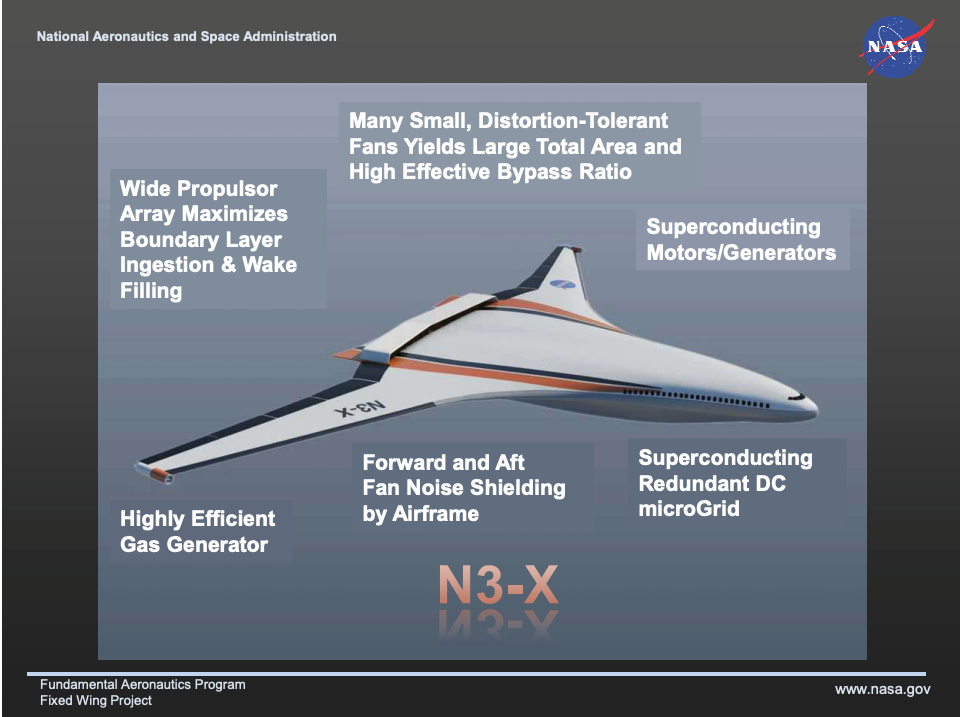 National Aeronautics and Space Administration
NASA
Many Small, Distortion-Tolerant
Fans Yields Large Total Area and
High Effective Bypass Ratio
Wide Propulsor
Array Maximizes
Boundary Layer
Ingestion & Wake
Filling
Superconducting
Motors/Generators
N3-X
Forward and Aft
Fan Noise Shielding
by Airframe
Superconducting
Redundant DC
microGrid
Highly Efficient
Gas Generator
N3-X
Fundamental Aeronautics Program
Fixed Wing Project
www.nasa.gov